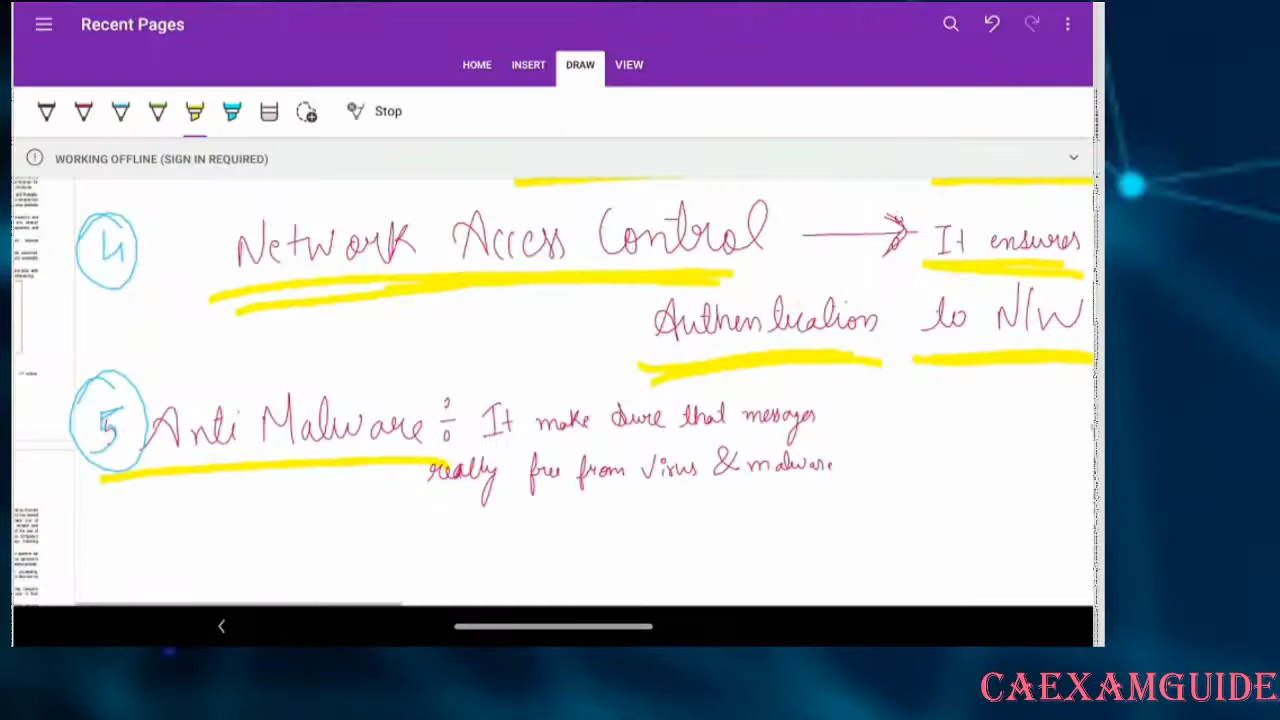 Recent Pages
HOME INSERT DRAW VIEW
Stop
WORKING OFFLINE (SIGN IN REQUIRED)
4 Network Access Control → It ensures
Authentication to N/W
5 Anti Malware : It make sure that messages
really free from virus & malware
CAEXAMGUIDE